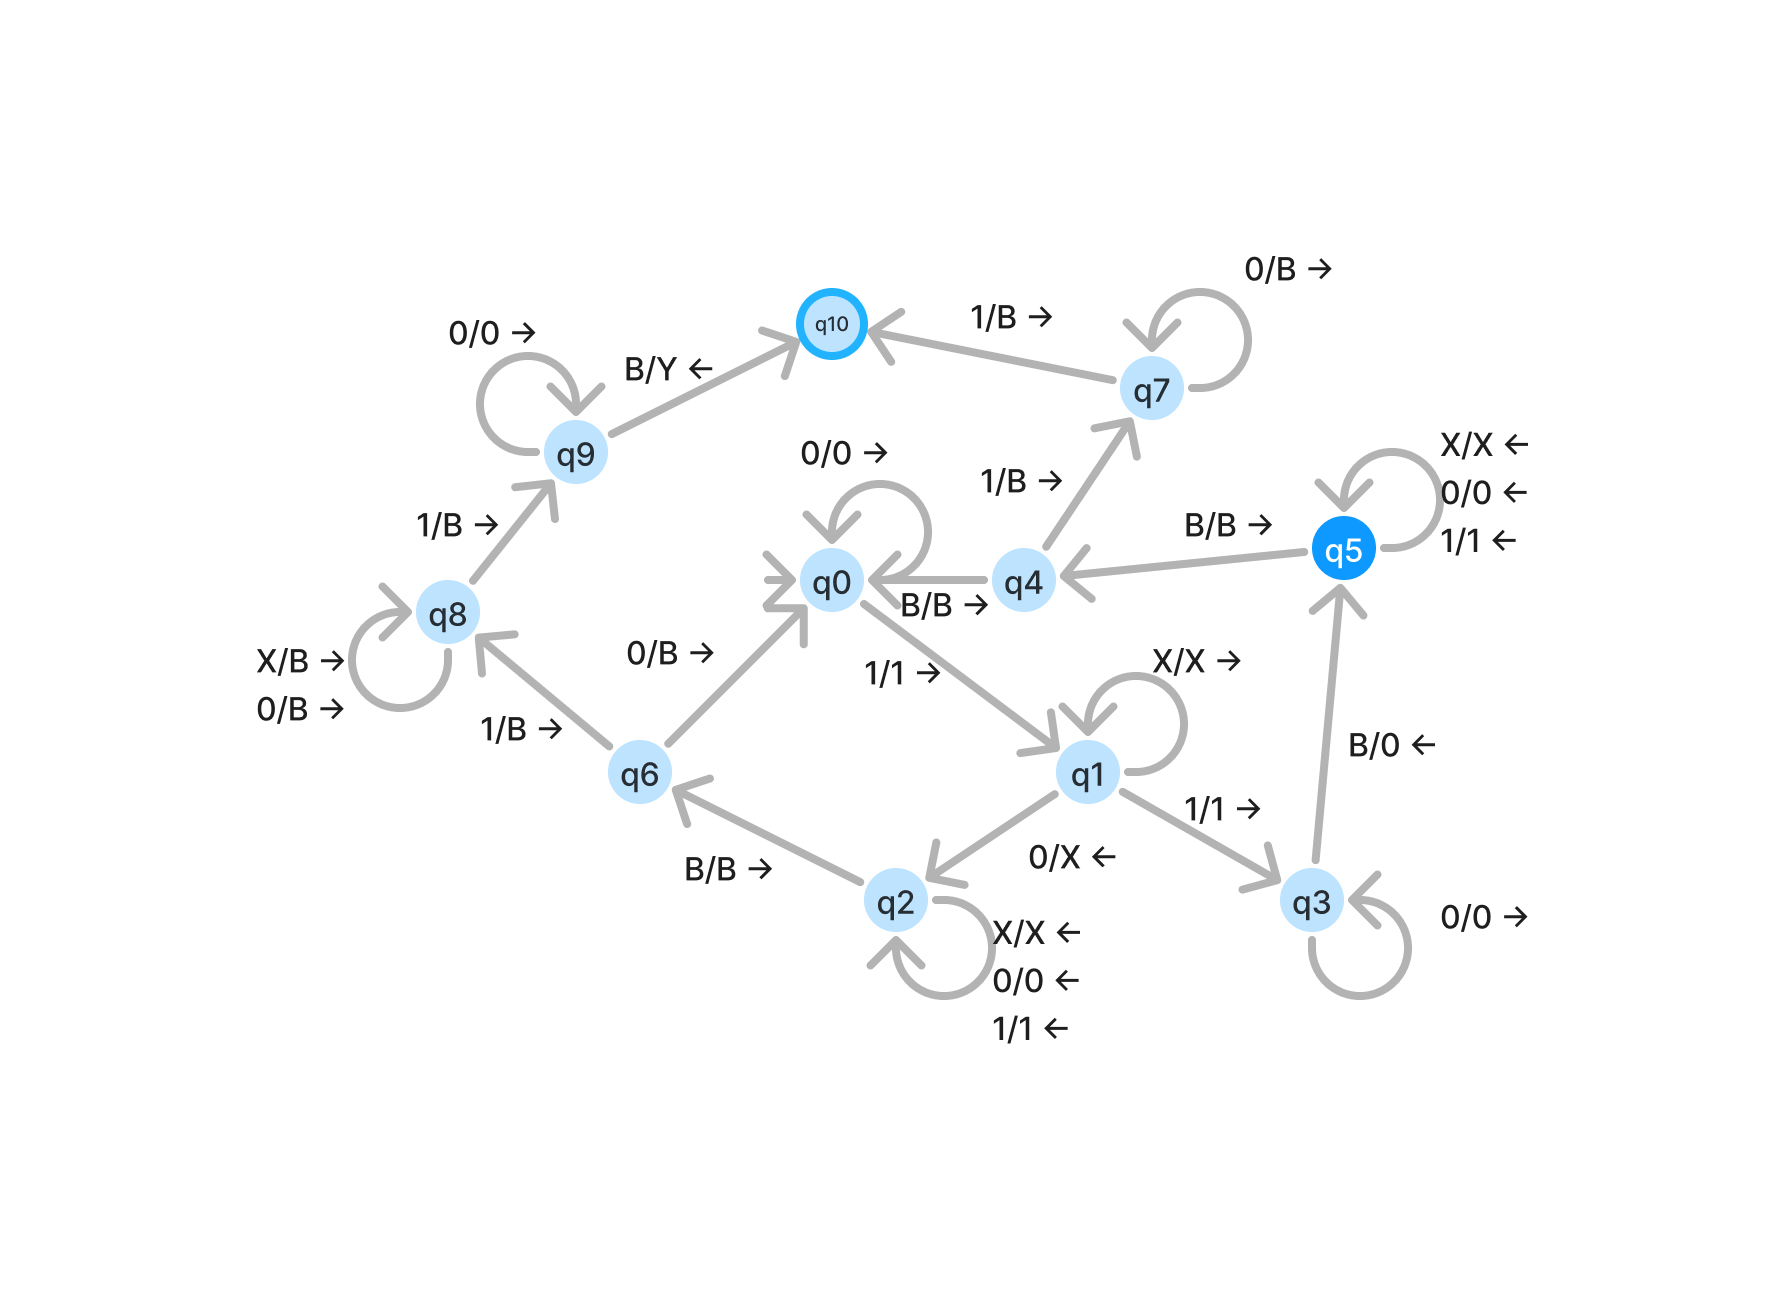 0/B →
q10
1/B →
0/0 →
B/Y ←
q7
X/X ←
0/0 ←
1/1 ←
q9
0/0 →
1/B →
1/B →
B/B →
q5
q8
q0
q4
B/B →
X/B →
0/B →
0/B →
1/1 →
X/X →
1/B →
q6
q1
B/0 ←
B/B →
0/X ←
1/1 →
q2
q3
0/0 →
X/X ←
0/0 ←
1/1 ←